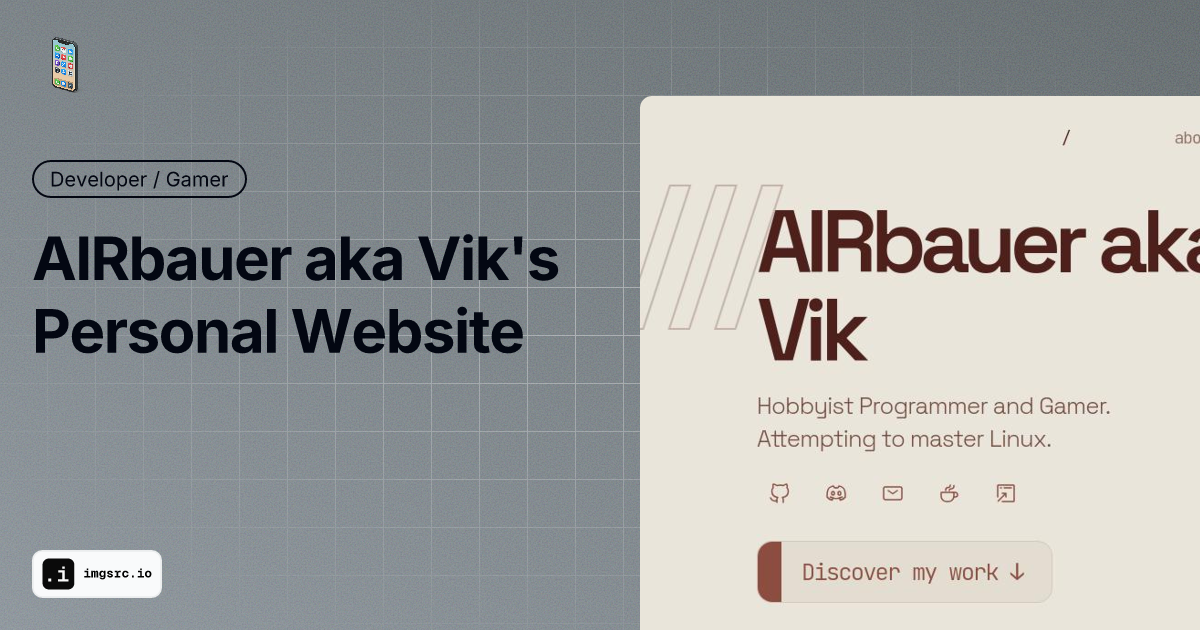 Developer / Gamer
AIRbauer aka Vik's
Personal Website
.i imgsrc.io
/
abo
AIRbauer aka
Vik
Hobbyist Programmer and Gamer.
Attempting to master Linux.
Discover my work ↓